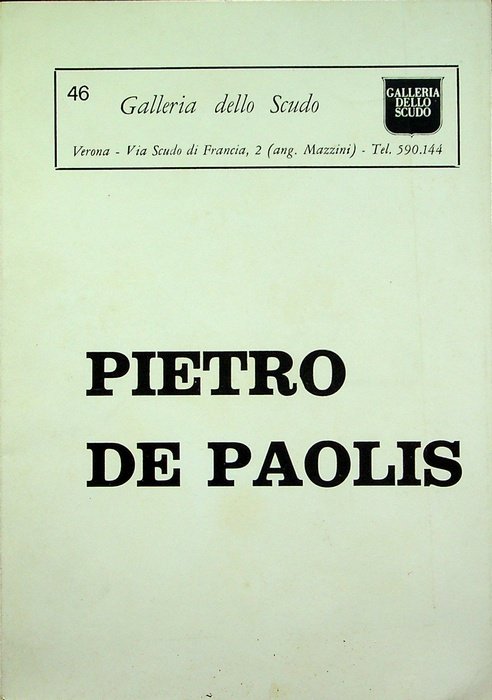 46
Galleria dello Scudo
GALLERIA
DELLO
SCUDO
Verona - Via Scudo di Francia, 2 (ang. Mazzini) - Tel. 590.144
PIETRO
DE PAOLIS